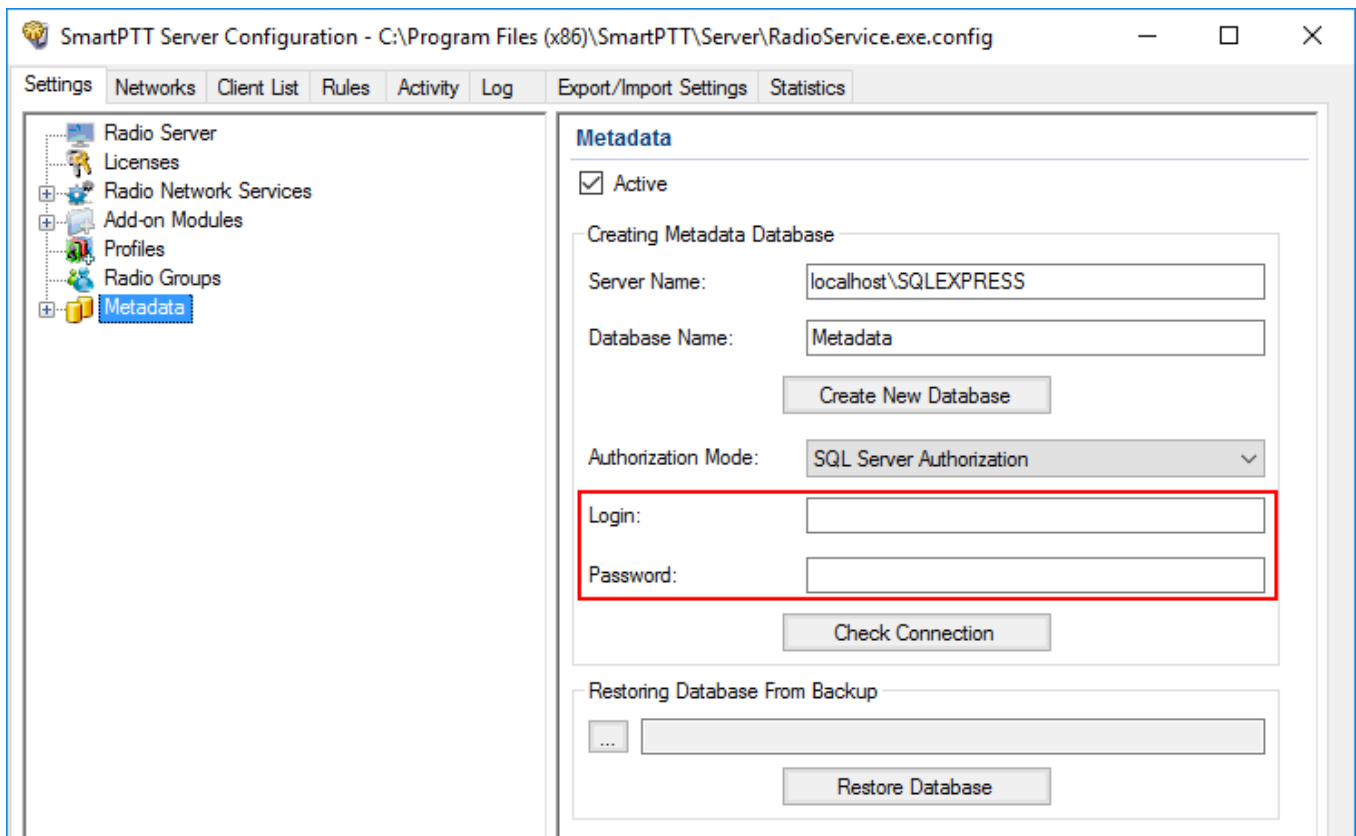 SmartPTT Server Configuration - C:\Program Files (x86)\SmartPTT\Server\RadioService.exe.config
Settings Networks Client List Rules Activity Log Export/Import Settings Statistics
Radio Server
Licenses
Radio Network Services
Add-on Modules
Profiles
Radio Groups
Metadata
Metadata
Active
Creating Metadata Database
Server Name: localhost\SQLEXPRESS
Database Name: Metadata
Create New Database
Authorization Mode: SQL Server Authorization
Login:
Password:
Check Connection
Restoring Database From Backup
...
Restore Database